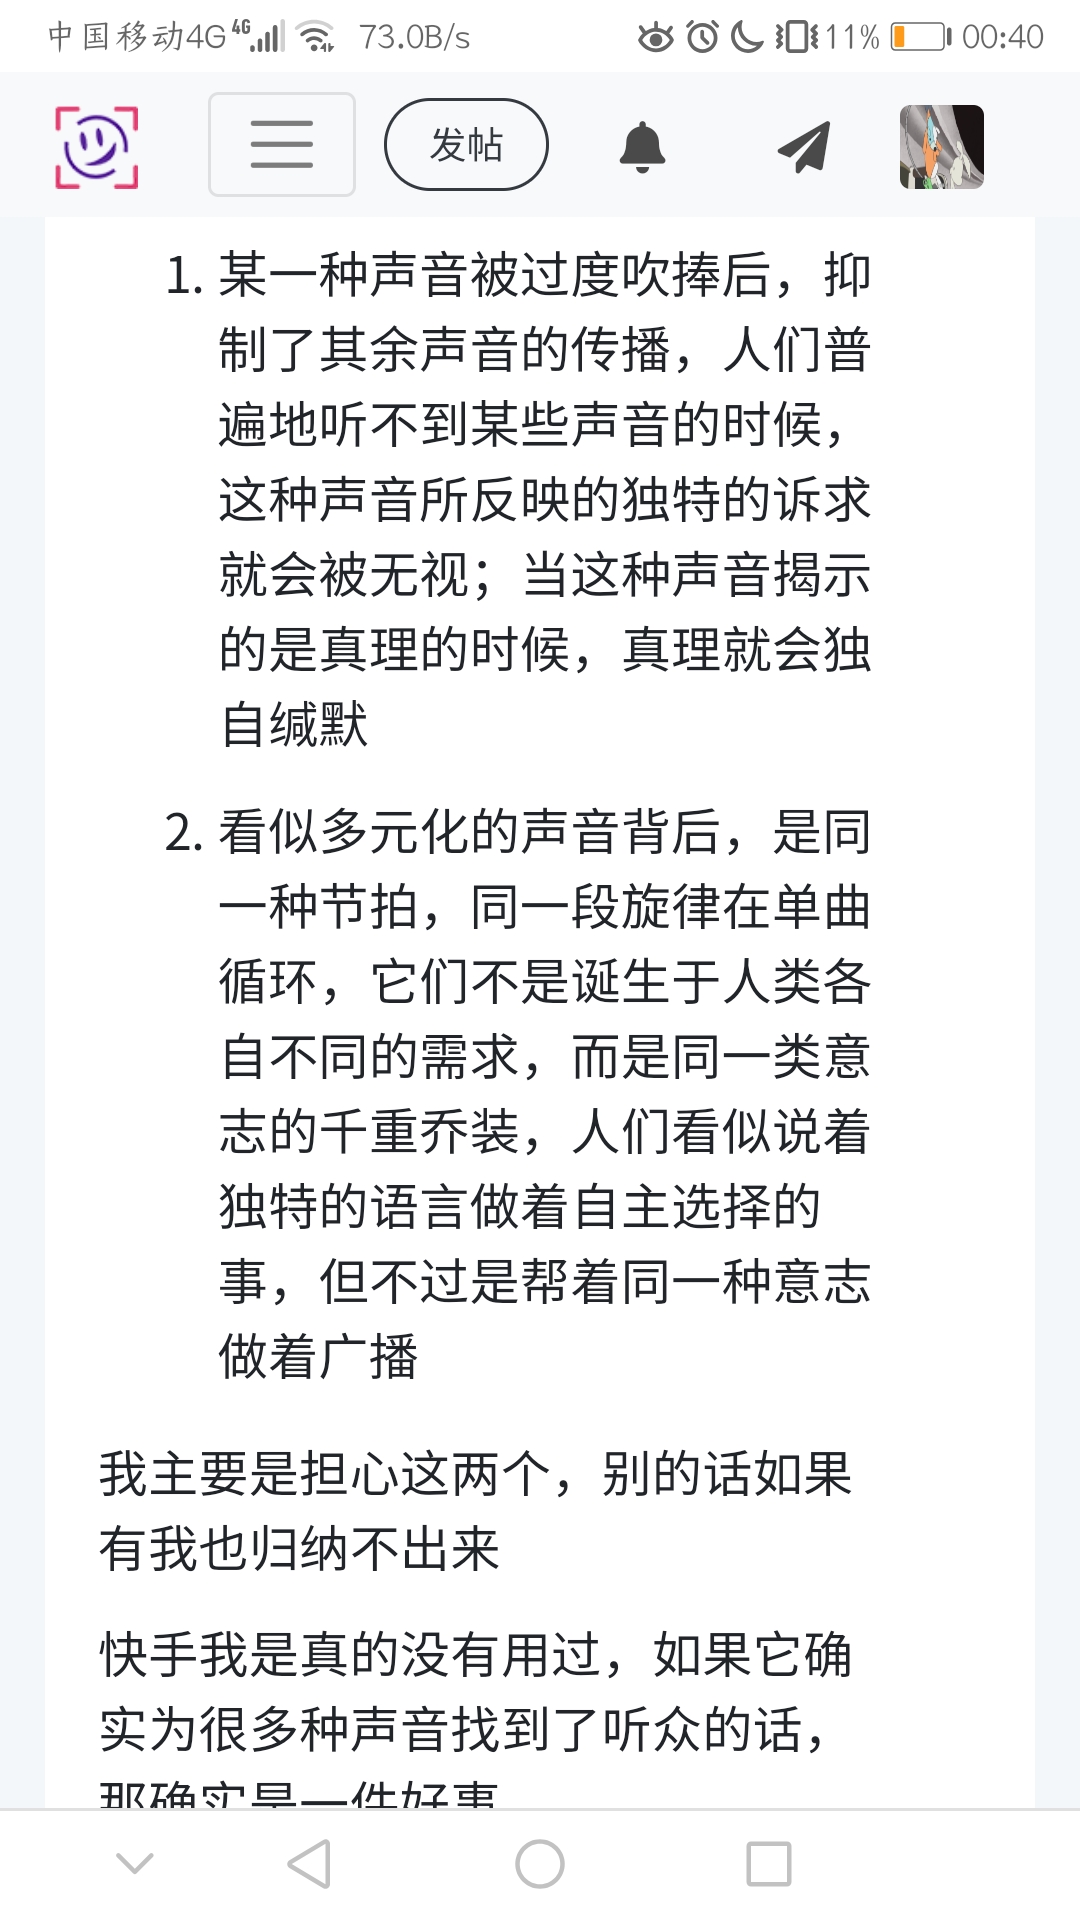 中国移动4G 4G 73.0B/s 11% 00:40
发帖
1. 某一种声音被过度吹捧后，抑
制了其余声音的传播，人们普
遍地听不到某些声音的时候，
这种声音所反映的独特的诉求
就会被无视；当这种声音揭示
的是真理的时候，真理就会独
自缄默
2. 看似多元化的声音背后，是同
一种节拍，同一段旋律在单曲
循环，它们不是诞生于人类各
自不同的需求，而是同一类意
志的千重乔装，人们看似说着
独特的语言做着自主选择的
事，但不过是帮着同一种意志
做着广播
我主要是担心这两个，别的话如果
有我也归纳不出来
快手我是真的没有用过，如果它确
实为很多种声音找到了听众的话，
那确实是一件好事